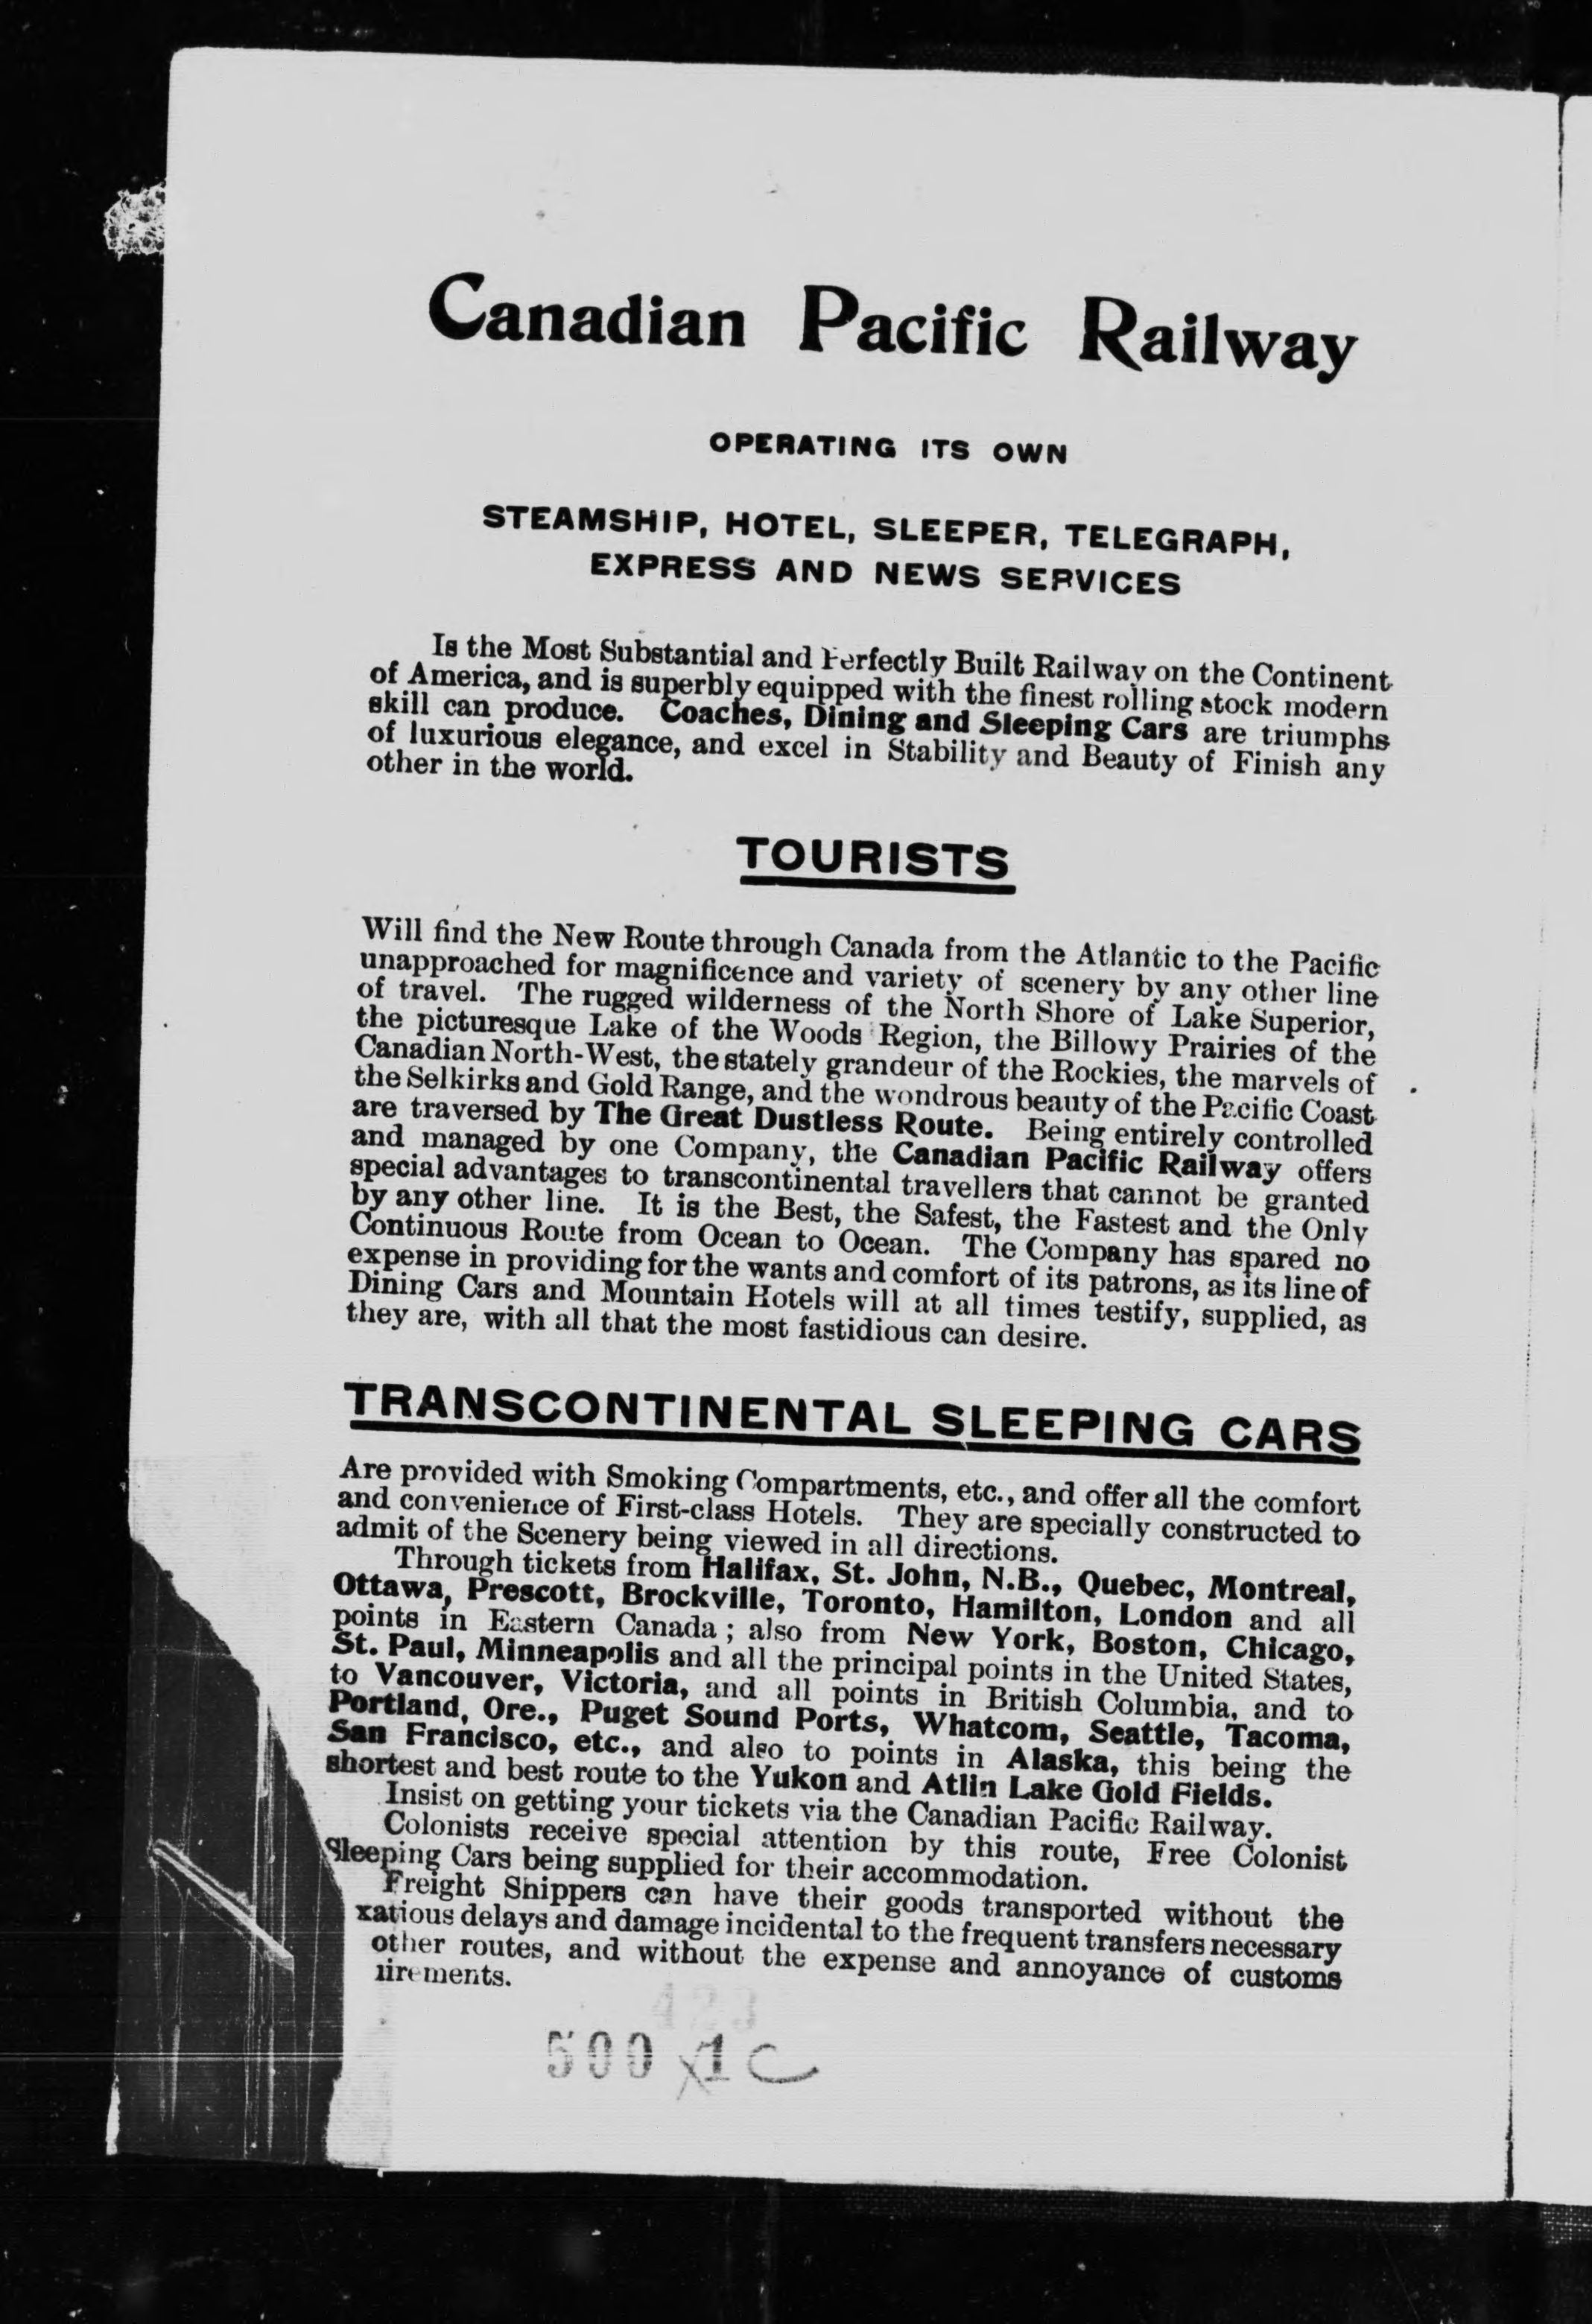 Canadian Pacific Railway
OPERATING ITS OWN
STEAMSHIP, HOTEL, SLEEPER, TELEGRAPH,
EXPRESS AND NEWS SERVICES
Is the Most Substantial and Perfectly Built Railway on the Continent
of America, and is superbly equipped with the finest rolling stock modern
skill can produce. Coaches, Dining and Sleeping Cars are triumphs
of luxurious elegance, and excel in Stability and Beauty of Finish any
other in the world.
TOURISTS
Will find the New Route through Canada from the Atlantic to the Pacific
unapproached for magnificence and variety of scenery by any other line
of travel. The rugged wilderness of the North Shore of Lake Superior,
the picturesque Lake of the Woods Region, the Billowy Prairies of the
Canadian North-West, the stately grandeur of the Rockies, the marvels of
the Selkirks and Gold Range, and the wondrous beauty of the Pacific Coast
are traversed by The Great Dustless Route. Being entirely controlled
and managed by one Company, the Canadian Pacific Railway offers
special advantages to transcontinental travellers that cannot be granted
by any other line. It is the Best, the Safest, the Fastest and the Only
Continuous Route from Ocean to Ocean. The Company has spared no
expense in providing for the wants and comfort of its patrons, as its line of
Dining Cars and Mountain Hotels will at all times testify, supplied, as
they are, with all that the most fastidious can desire.
TRANSCONTINENTAL SLEEPING CARS
Are provided with Smoking Compartments, etc., and offer all the comfort
and convenience of First-class Hotels. They are specially constructed to
admit of the Scenery being viewed in all directions.
Through tickets from Halifax, St. John, N.B., Quebec, Montreal,
Ottawa, Prescott, Brockville, Toronto, Hamilton, London and all
points in Eastern Canada; also from New York, Boston, Chicago,
St. Paul, Minneapolis and all the principal points in the United States,
to Vancouver, Victoria, and all points in British Columbia, and to
Portland, Ore., Puget Sound Ports, Whatcom, Seattle, Tacoma,
San Francisco, etc., and also to points in Alaska, this being the
shortest and best route to the Yukon and Atlin Lake Gold Fields.
Insist on getting your tickets via the Canadian Pacific Railway.
Colonists receive special attention by this route, Free Colonist
Sleeping Cars being supplied for their accommodation.
Freight Shippers can have their goods transported without the
xatious delays and damage incidental to the frequent transfers necessary
other routes, and without the expense and annoyance of customs
irements.
423
500 x1 C